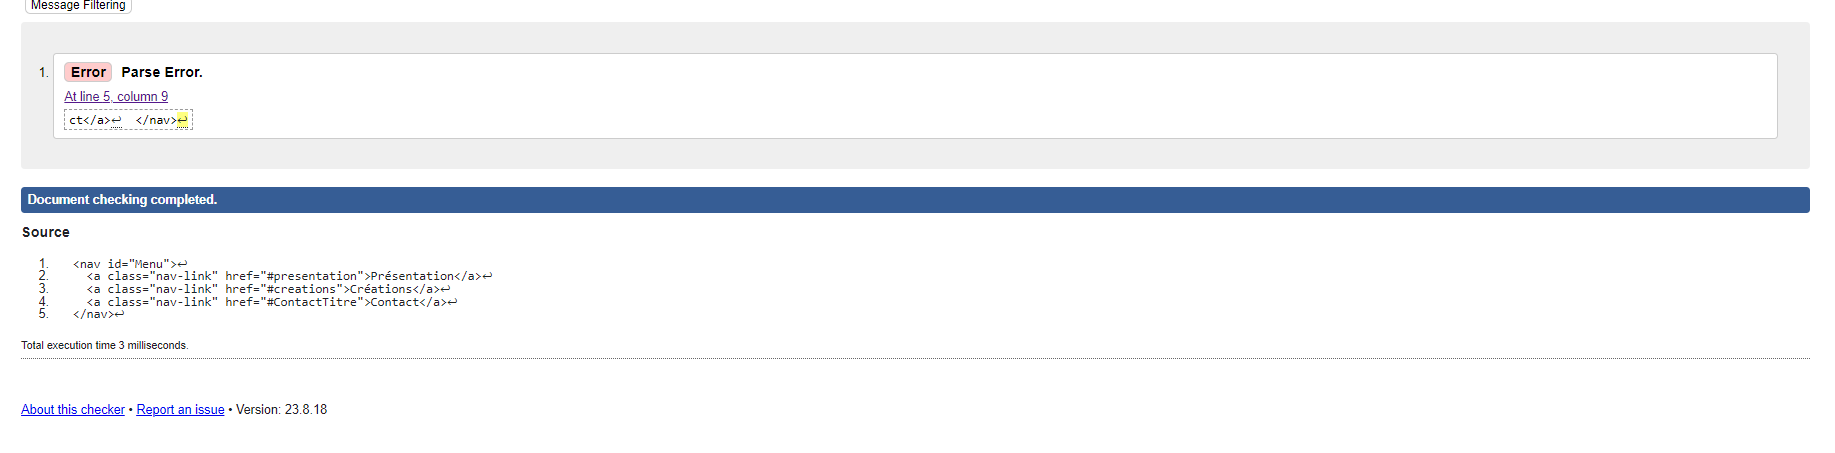 Message Filtering
1. Error Parse Error.
At line 5, column 9
ct</a>↩ </nav>↩
Document checking completed.
Source
1. <nav id="Menu">↩
2. <a class="nav-link" href="#presentation">Présentation</a>↩
3. <a class="nav-link" href="#creations">Créations</a>↩
4. <a class="nav-link" href="#ContactTitre">Contact</a>↩
5. </nav>↩
Total execution time 3 milliseconds.
About this checker • Report an issue • Version: 23.8.18